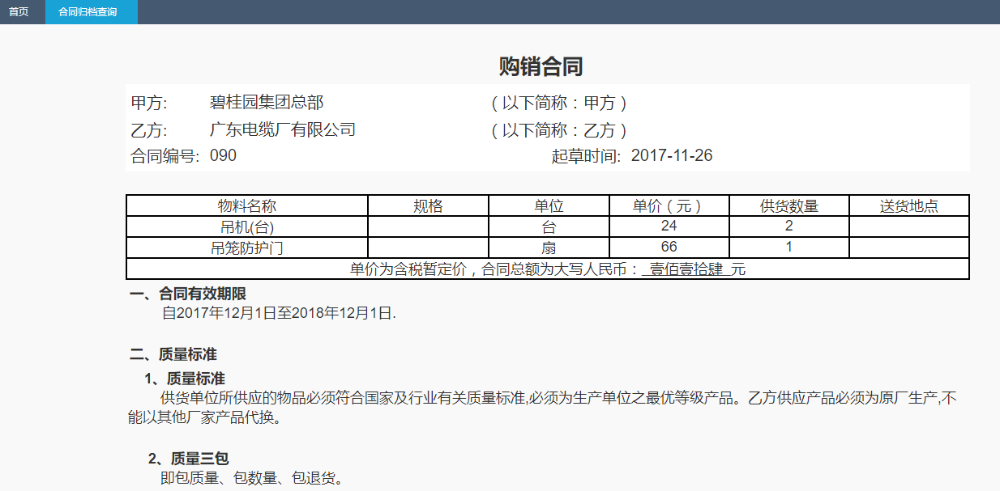 首页 合同归档查询
购销合同
甲方: 碧桂园集团总部 （以下简称：甲方）
乙方: 广东电缆厂有限公司 （以下简称：乙方）
合同编号: 090 起草时间: 2017-11-26
物料名称 规格 单位 单价（元） 供货数量 送货地点
吊机(台) 台 24 2
吊笼防护门 扇 66 1
单价为含税暂定价，合同总额为大写人民币： 壹佰壹拾肆 元
一、合同有效期限
自2017年12月1日至2018年12月1日.
二、质量标准
1、质量标准
供货单位所供应的物品必须符合国家及行业有关质量标准,必须为生产单位之最优等级产品。乙方供应产品必须为原厂生产,不
能以其他厂家产品代换。
2、质量三包
即包质量、包数量、包退货。